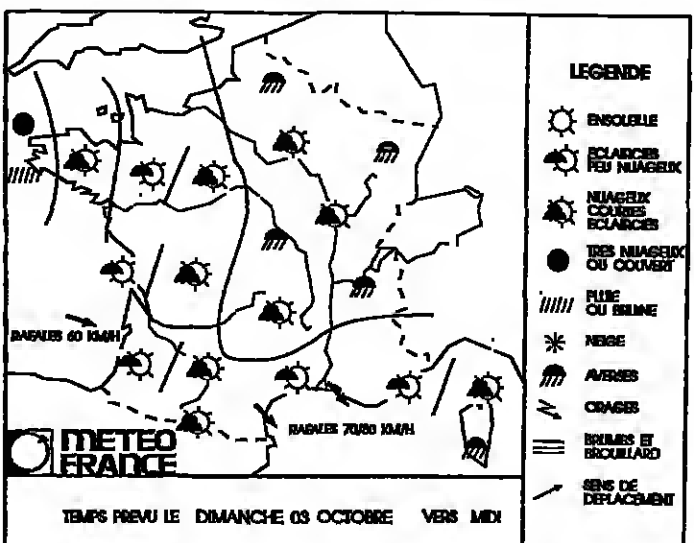 RAFALES 60 KM/H
RAFALES 70/80 KM/H
METEO
FRANCE
TEMPS PREVU LE DIMANCHE 03 OCTOBRE VERS MIDI
LEGENDE
ENSOLEILLE
ECLAIRCIES
PEU NUAGEUX
NUAGEUX
COURTES
ECLAIRCIES
TRES NUAGEUX
OU COUVERT
PLUIE
OU BRUINE
NEIGE
AVERSES
ORAGES
BRUMES ET
BROUILLARD
SENS DE
DEPLACEMENT